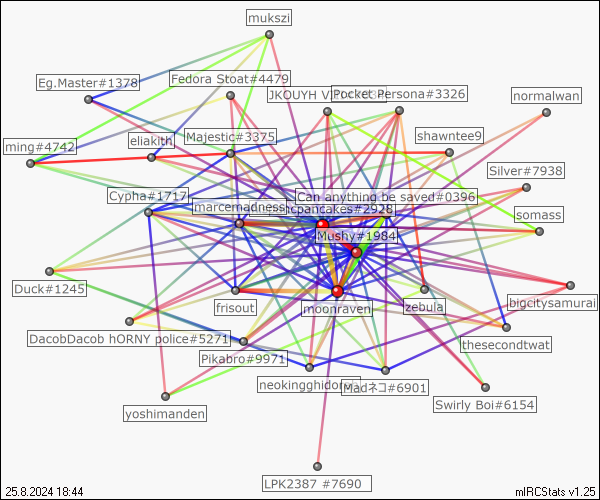 mukszi
Eg.Master#1378
Fedora Stoat#4479
JKOUYH
Pocket Persona#3326
normalwan
ming#4742
eliakith
Majestic#3375
shawntee9
Silver#7938
Cypha#1717
marcemadness
Can anything be saved#0396
cpancakes#2928
somass
Mushy#1984
Duck#1245
frisout
moonraven
zebula
bigcitysamurai
DacobDacob hORNY police#5271
Pikabro#9971
thesecondtwat
neokingghidorah
Madネコ#6901
Swirly Boi#6154
yoshimanden
LPK2387 #7690
25.8.2024 18:44
mIRCStats v1.25